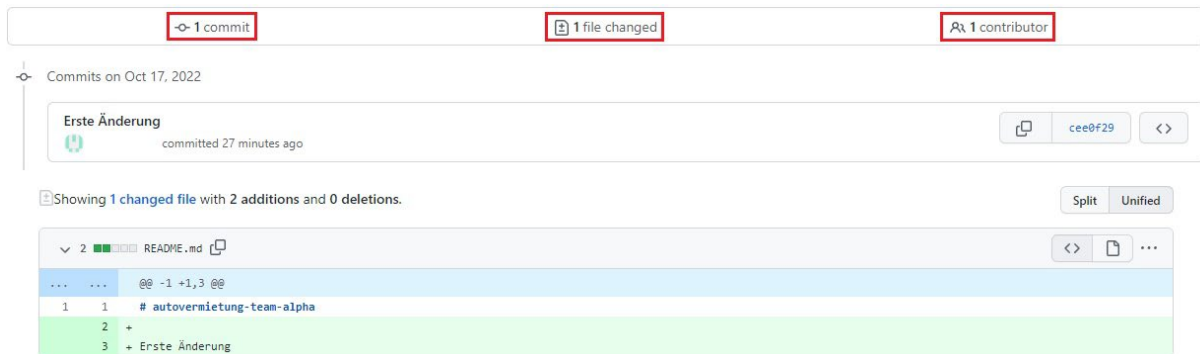 1 commit 1 file changed 1 contributor
Commits on Oct 17, 2022
Erste Änderung
committed 27 minutes ago cee0f29 <>
Showing 1 changed file with 2 additions and 0 deletions. Split Unified
2 README.md <> ...
... ... @@ -1 +1,3 @@
1 1 # autovermietung-team-alpha
2 +
3 + Erste Änderung